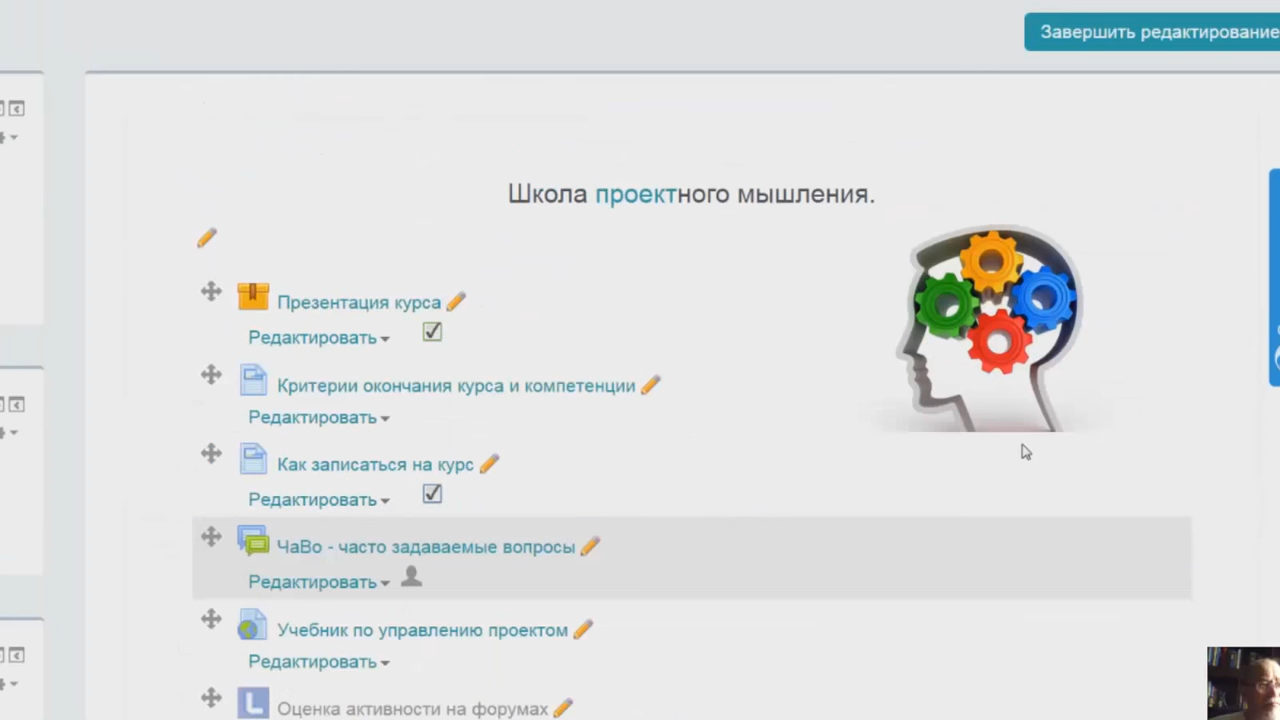 Завершить редактирование
Школа проектного мышления.
Презентация курса
Редактировать
Критерии окончания курса и компетенции
Редактировать
Как записаться на курс
Редактировать
ЧаВо - часто задаваемые вопросы
Редактировать
Учебник по управлению проектом
Редактировать
Оценка активности на форумах